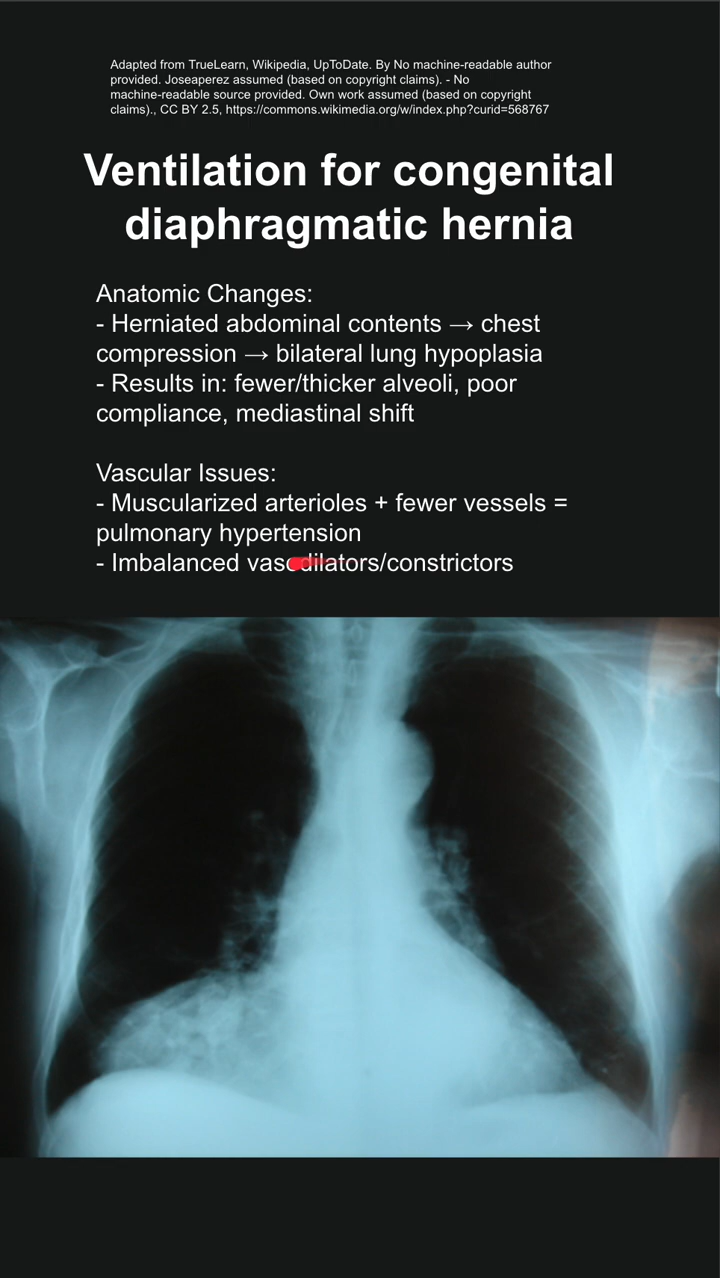 Adapted from TrueLearn, Wikipedia, UpToDate. By No machine-readable author
provided. Joseaperez assumed (based on copyright claims). - No
machine-readable source provided. Own work assumed (based on copyright
claims)., CC BY 2.5, https://commons.wikimedia.org/w/index.php?curid=568767
Ventilation for congenital
diaphragmatic hernia
Anatomic Changes:
- Herniated abdominal contents → chest
compression → bilateral lung hypoplasia
- Results in: fewer/thicker alveoli, poor
compliance, mediastinal shift
Vascular Issues:
- Muscularized arterioles + fewer vessels =
pulmonary hypertension
- Imbalanced vasodilators/constrictors